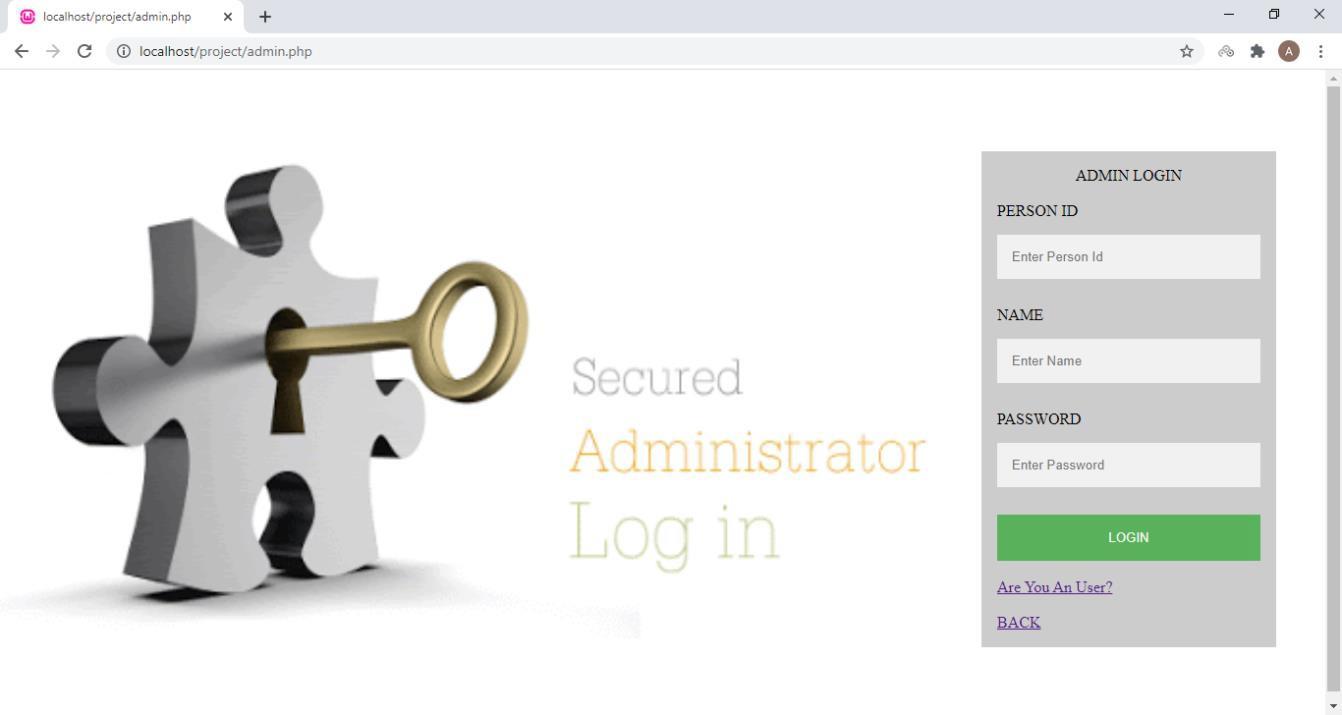 localhost/project/admin.php
localhost/project/admin.php
A
ADMIN LOGIN
PERSON ID
Enter Person Id
NAME
Enter Name
Secured
PASSWORD
Administrator
Enter Password
Log in
LOGIN
Are You An User?
BACK